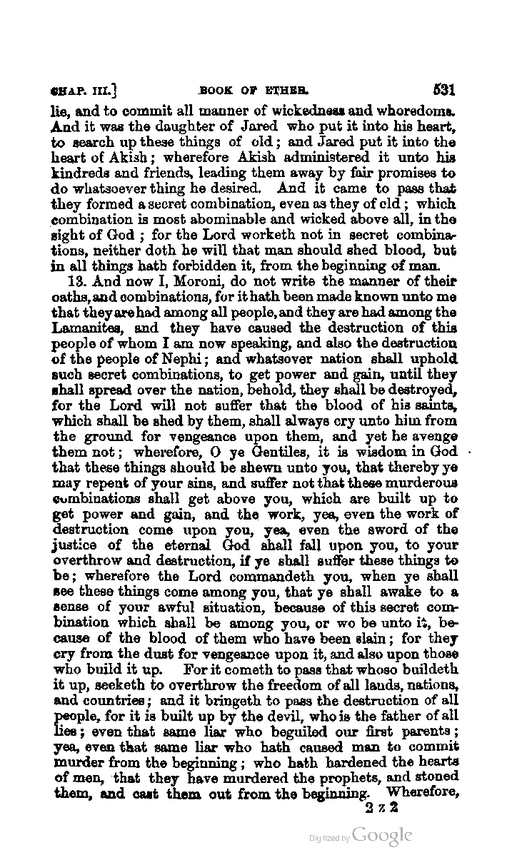 CHAP. III.] BOOK OF ETHER. 531
lie, and to commit all manner of wickedness and whoredoms.
And it was the daughter of Jared who put it into his heart,
to search up these things of old; and Jared put it into the
heart of Akish; wherefore Akish administered it unto his
kindreds and friends, leading them away by fair promises to
do whatsoever thing he desired. And it came to pass that
they formed a secret combination, even as they of old; which
combination is most abominable and wicked above all, in the
sight of God; for the Lord worketh not in secret combina-
tions, neither doth he will that man should shed blood, but
in all things hath forbidden it, from the beginning of man.
13. And now I, Moroni, do not write the manner of their
oaths, and combinations, for it hath been made known unto me
that they are had among all people, and they are had among the
Lamanites, and they have caused the destruction of this
people of whom I am now speaking, and also the destruction
of the people of Nephi; and whatsover nation shall uphold
such secret combinations, to get power and gain, until they
shall spread over the nation, behold, they shall be destroyed,
for the Lord will not suffer that the blood of his saints,
which shall be shed by them, shall always cry unto him from
the ground for vengeance upon them, and yet he avenge
them not; wherefore, O ye Gentiles, it is wisdom in God
that these things should be shewn unto you, that thereby ye
may repent of your sins, and suffer not that these murderous
combinations shall get above you, which are built up to
get power and gain, and the work, yea, even the work of
destruction come upon you, yea, even the sword of the
justice of the eternal God shall fall upon you, to your
overthrow and destruction, if ye shall suffer these things to
be; wherefore the Lord commandeth you, when ye shall
see these things come among you, that ye shall awake to a
sense of your awful situation, because of this secret com-
bination which shall be among you, or wo be unto it, be-
cause of the blood of them who have been slain; for they
cry from the dust for vengeance upon it, and also upon those
who build it up. For it cometh to pass that whoso buildeth
it up, seeketh to overthrow the freedom of all lands, nations,
and countries; and it bringeth to pass the destruction of all
people, for it is built up by the devil, who is the father of all
lies; even that same liar who beguiled our first parents;
yea, even that same liar who hath caused man to commit
murder from the beginning; who hath hardened the hearts
of men, that they have murdered the prophets, and stoned
them, and cast them out from the beginning. Wherefore,
2 z 2
Digitized by Google